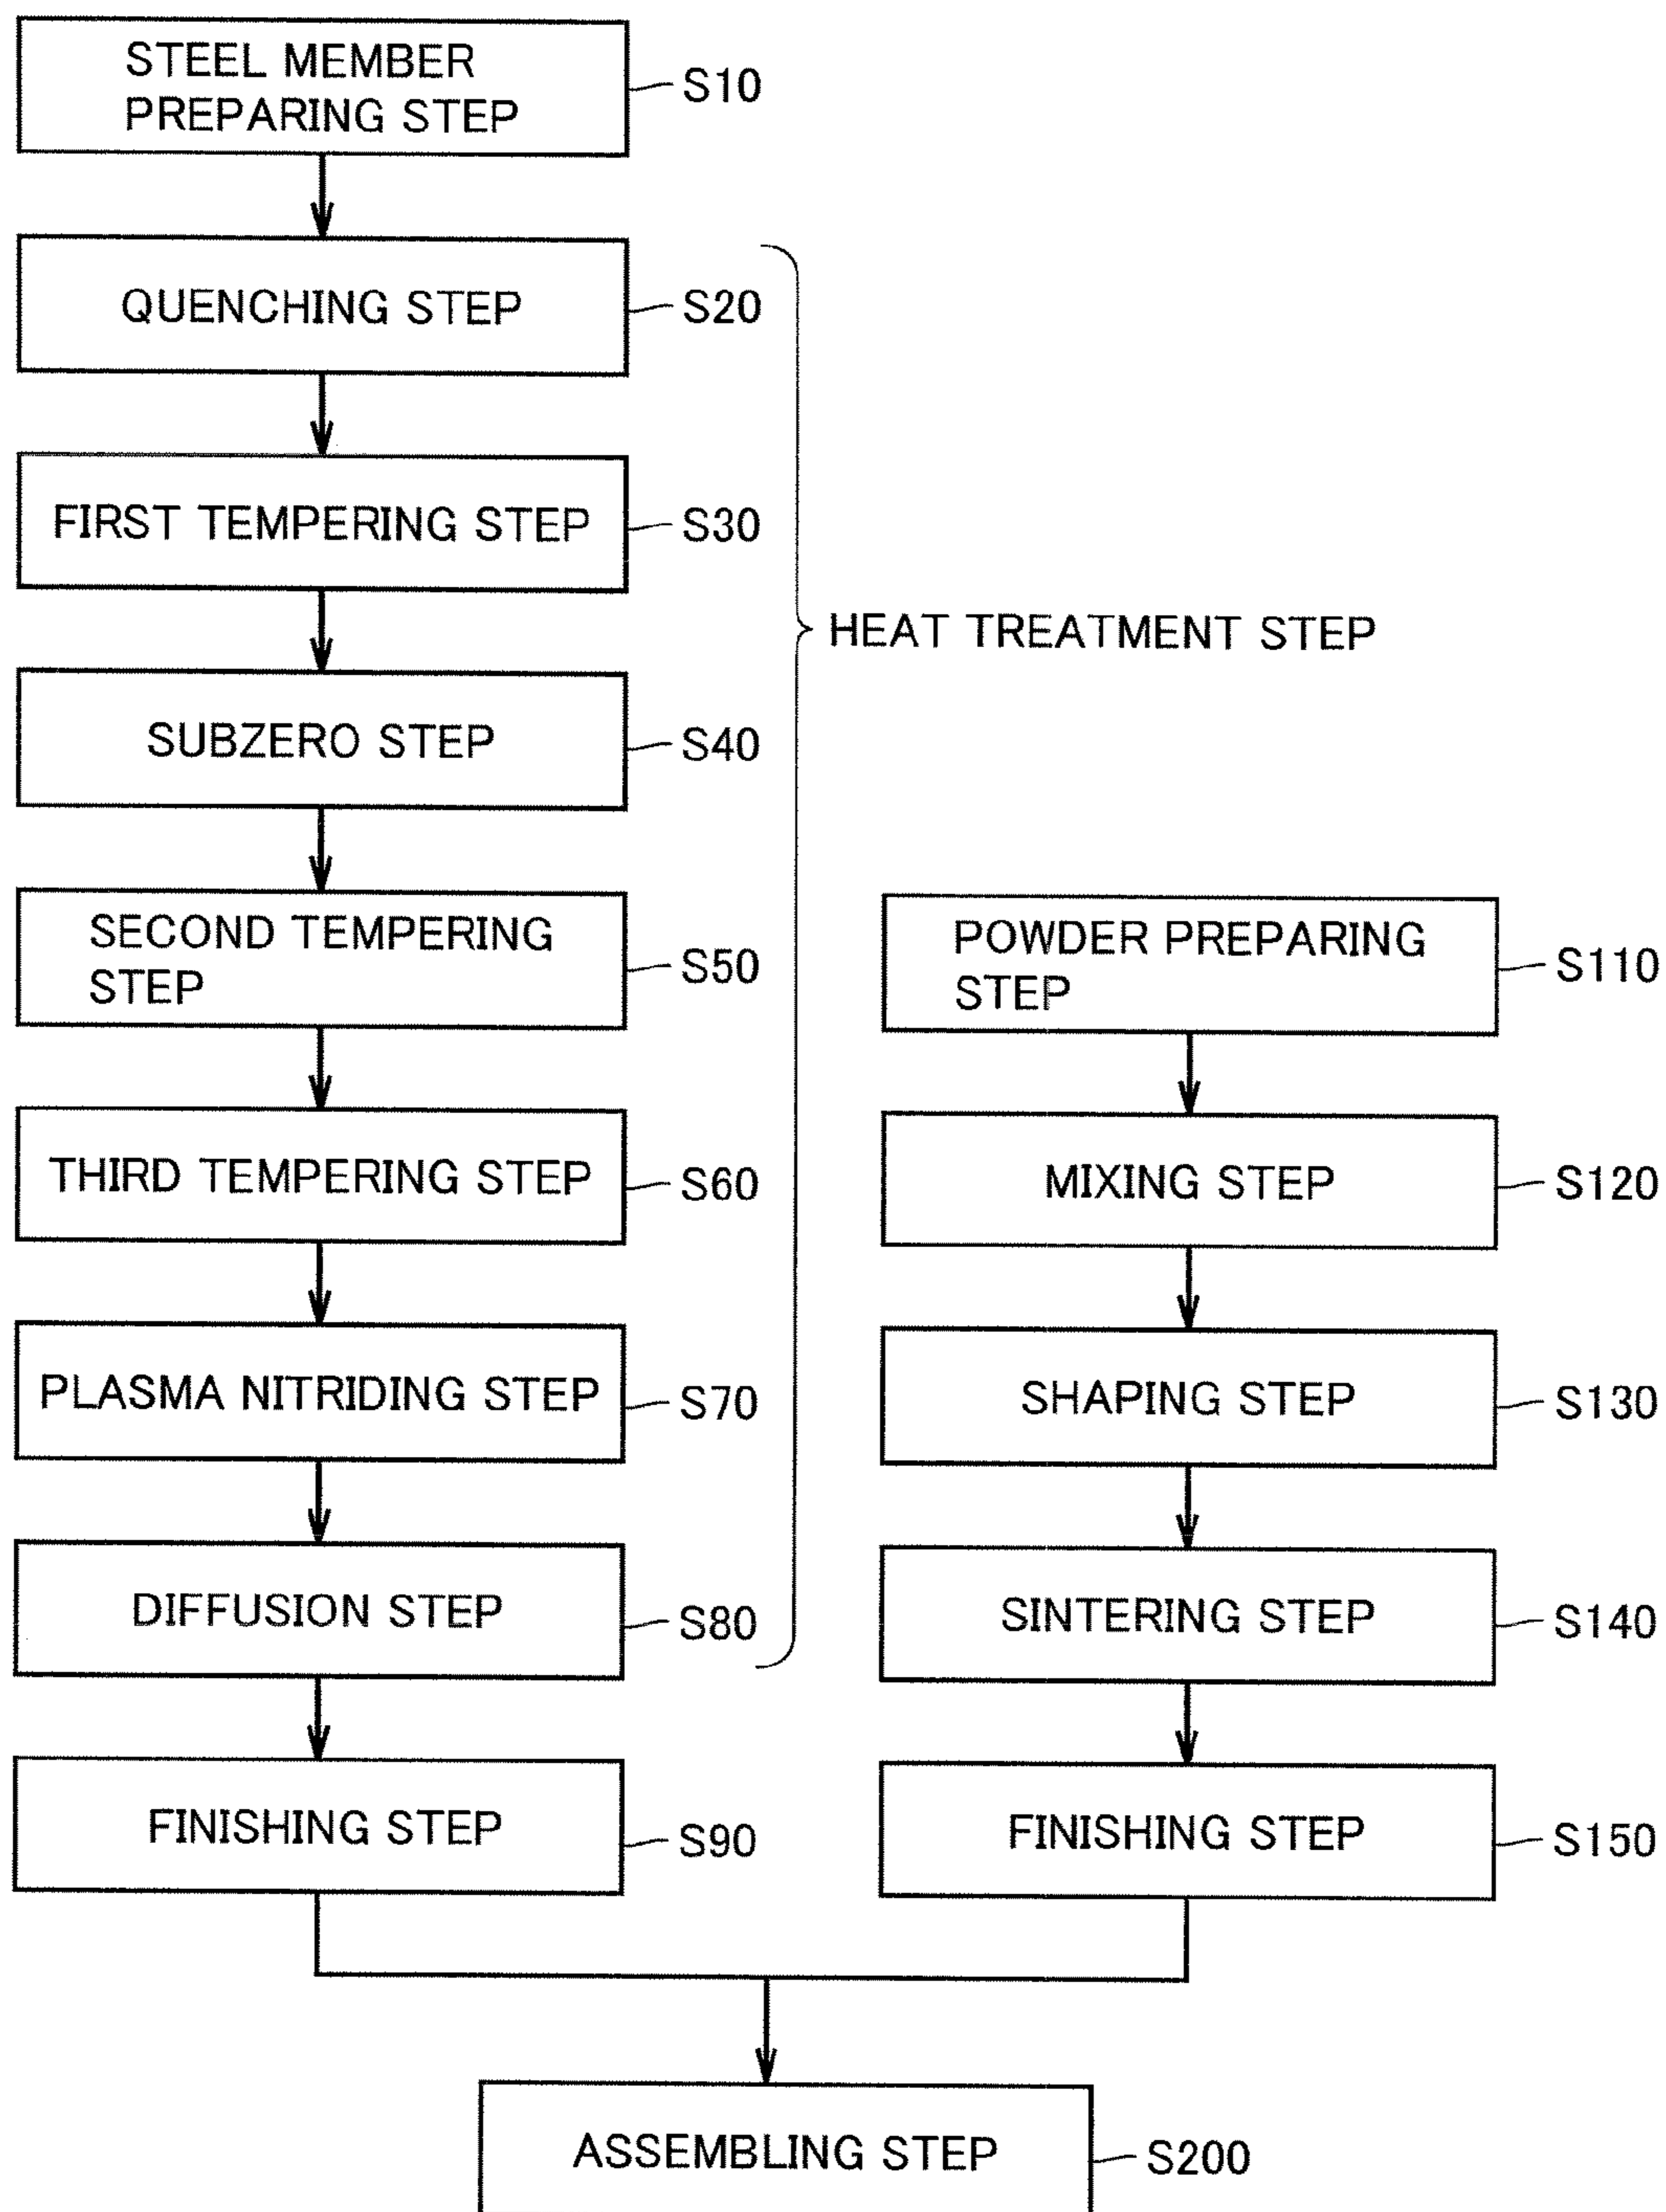 STEEL MEMBER
PREPARING STEP
S10
QUENCHING STEP
S20
FIRST TEMPERING STEP
S30
HEAT TREATMENT STEP
SUBZERO STEP
S40
SECOND TEMPERING
STEP
S50
THIRD TEMPERING STEP
S60
PLASMA NITRIDING STEP
S70
DIFFUSION STEP
S80
FINISHING STEP
S90
POWDER PREPARING
STEP
S110
MIXING STEP
S120
SHAPING STEP
S130
SINTERING STEP
S140
FINISHING STEP
S150
ASSEMBLING STEP
S200